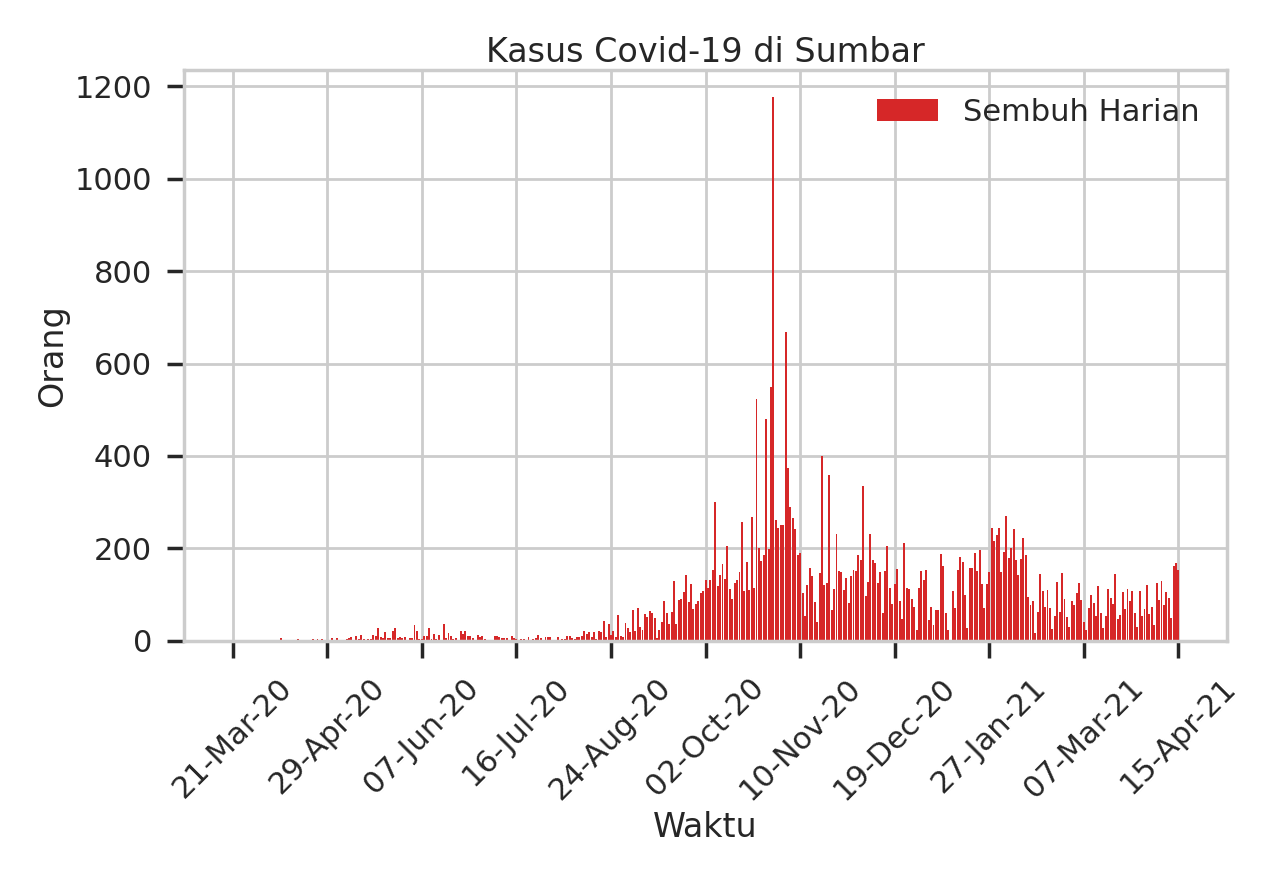 Kasus Covid-19 di Sumbar
Sembuh Harian
Orang
1200
1000
800
600
400
200
0
21-Mar-20
29-Apr-20
07-Jun-20
16-Jul-20
24-Aug-20
02-Oct-20
10-Nov-20
19-Dec-20
27-Jan-21
07-Mar-21
15-Apr-21
Waktu